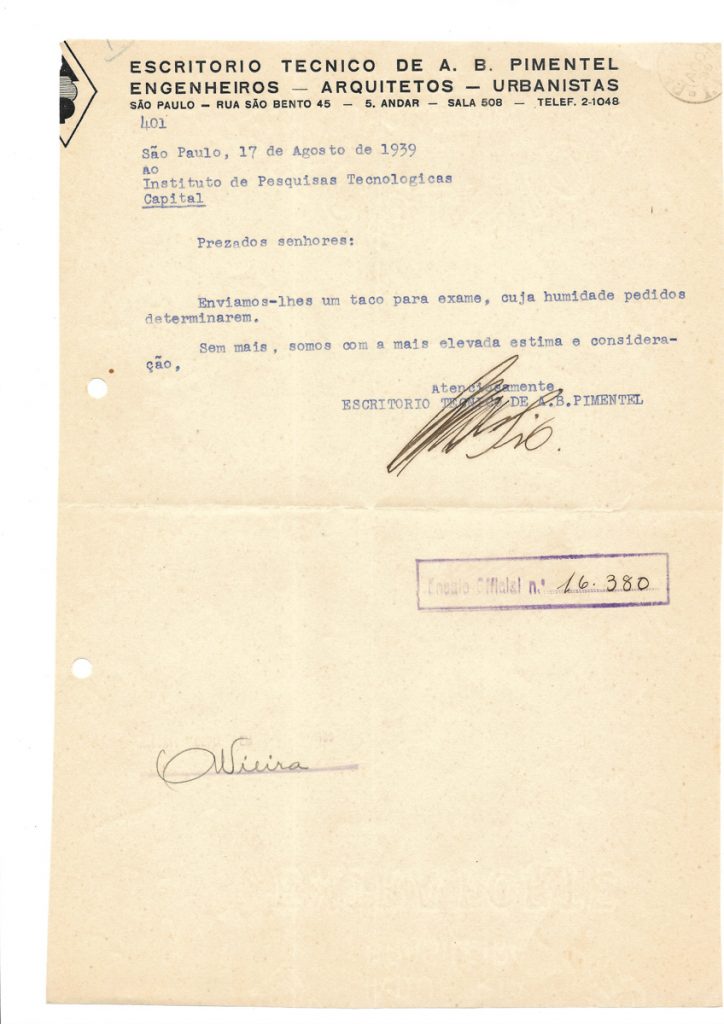 ESCRITORIO TECNICO DE A. B. PIMENTEL
ENGENHEIROS — ARQUITETOS — URBANISTAS
SÃO PAULO — RUA SÃO BENTO 45 — 5. ANDAR — SALA 508 — TELEF. 2-1048
401
São Paulo, 17 de Agosto de 1939
AO
Instituto de Pesquisas Tecnologicas
Capital
Prezados senhores:
Enviamos-lhes um taco para exame, cuja humidade pedidos
determinarem.
Sem mais, somos com a mais elevada estima e considera-
ção,
Atenciosamente
ESCRITORIO TECNICO DE A.B.PIMENTEL
Ensaio Official n.º 16.380
Vieira